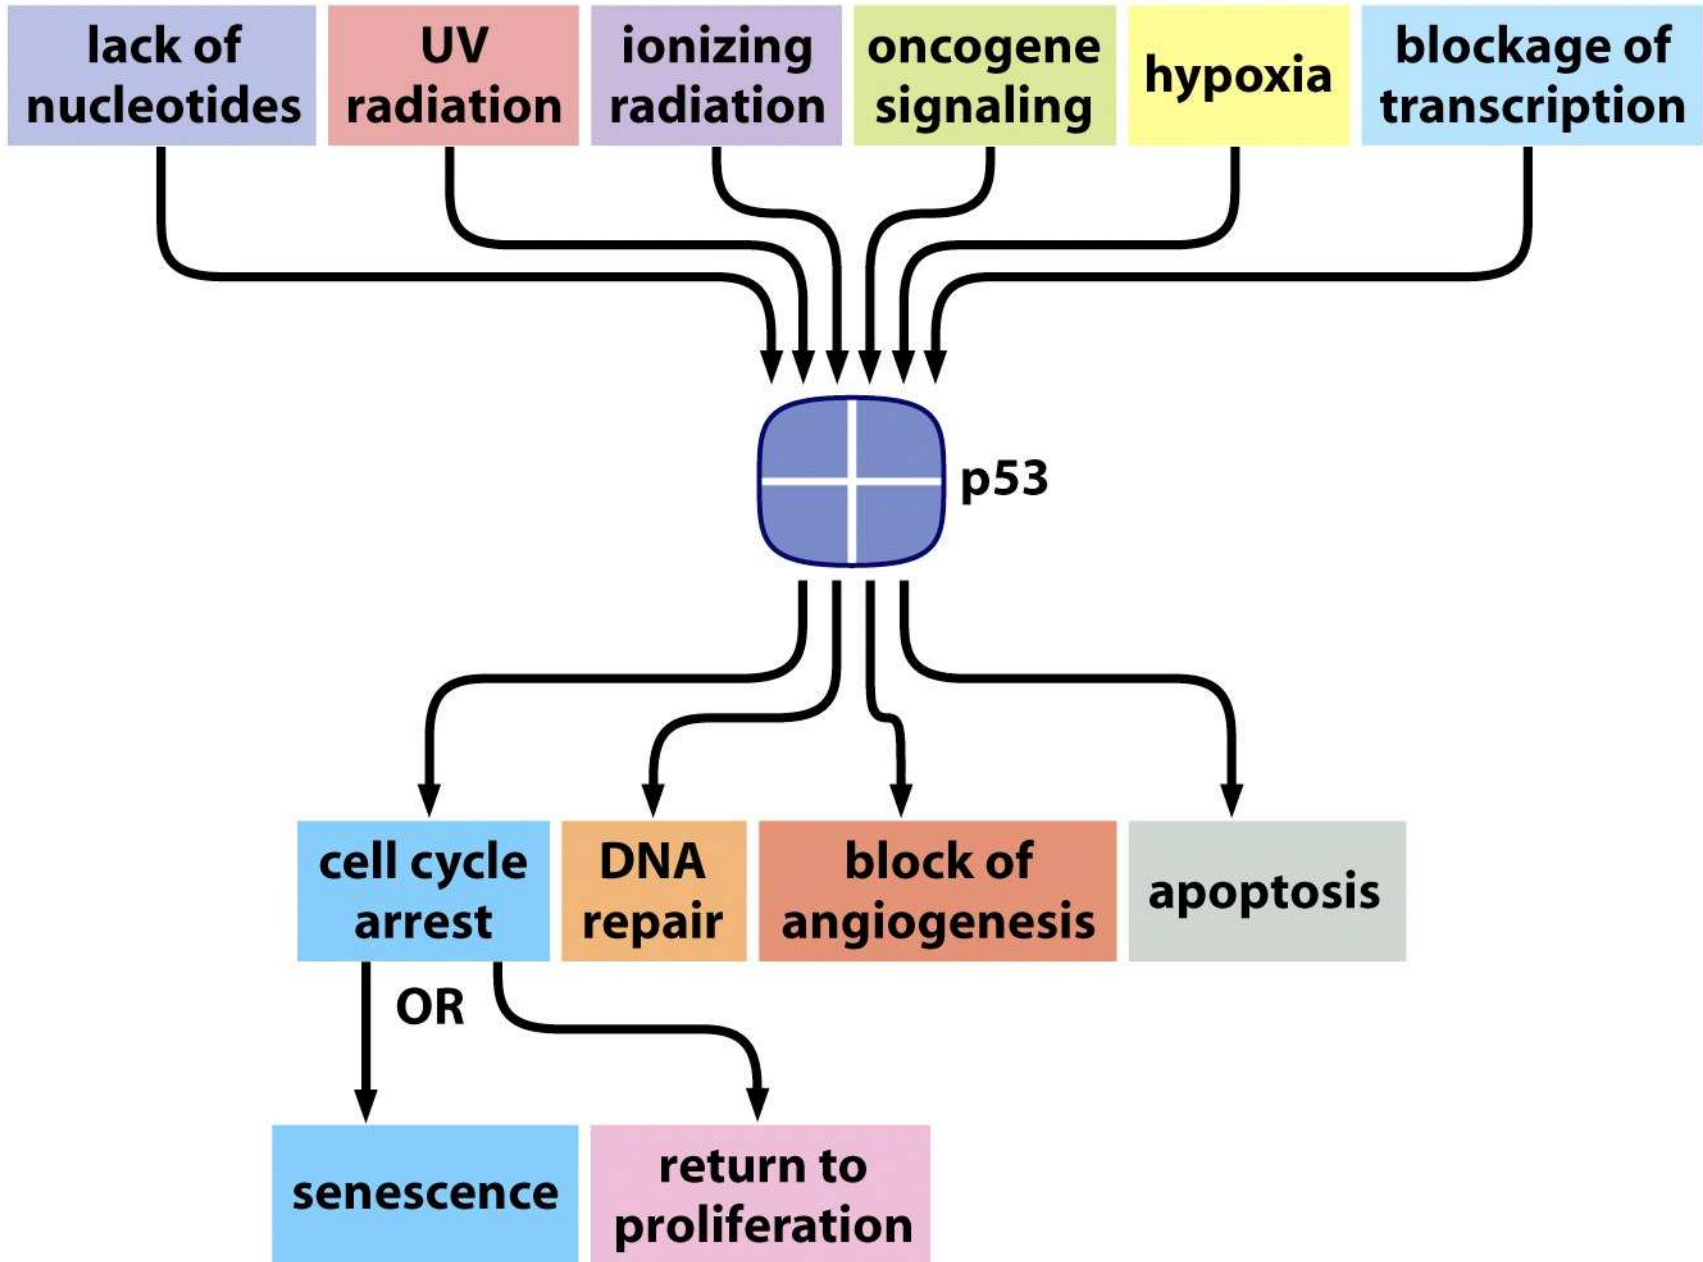 lack of
nucleotides
UV
radiation
ionizing
radiation
oncogene
signaling
hypoxia
blockage of
transcription
p53
cell cycle
arrest
DNA
repair
block of
angiogenesis
apoptosis
OR
senescence
return to
proliferation